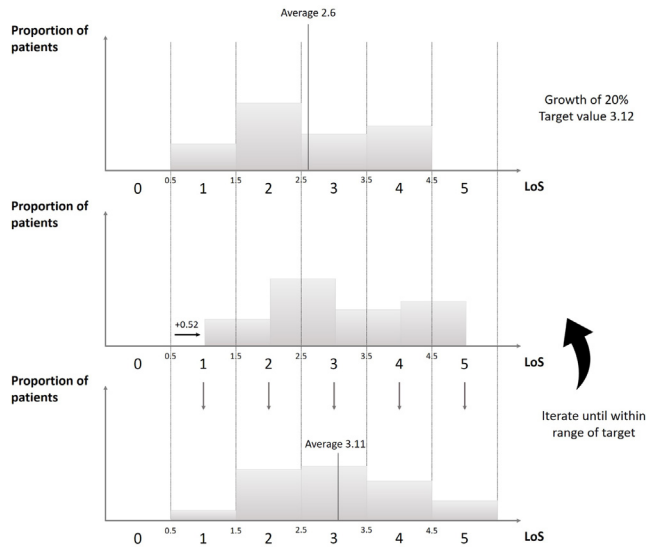 Average 2.6
Proportion of
patients
Growth of 20%
Target value 3.12
0.5 1.5 2.5 3.5 4.5
0 1 2 3 4 5 LoS
Proportion of
patients
+0.52
0.5 1.5 2.5 3.5 4.5
0 1 2 3 4 5 LoS
Proportion of
patients
Iterate until within
range of target
Average 3.11
0.5 1.5 2.5 3.5 4.5
0 1 2 3 4 5 LoS